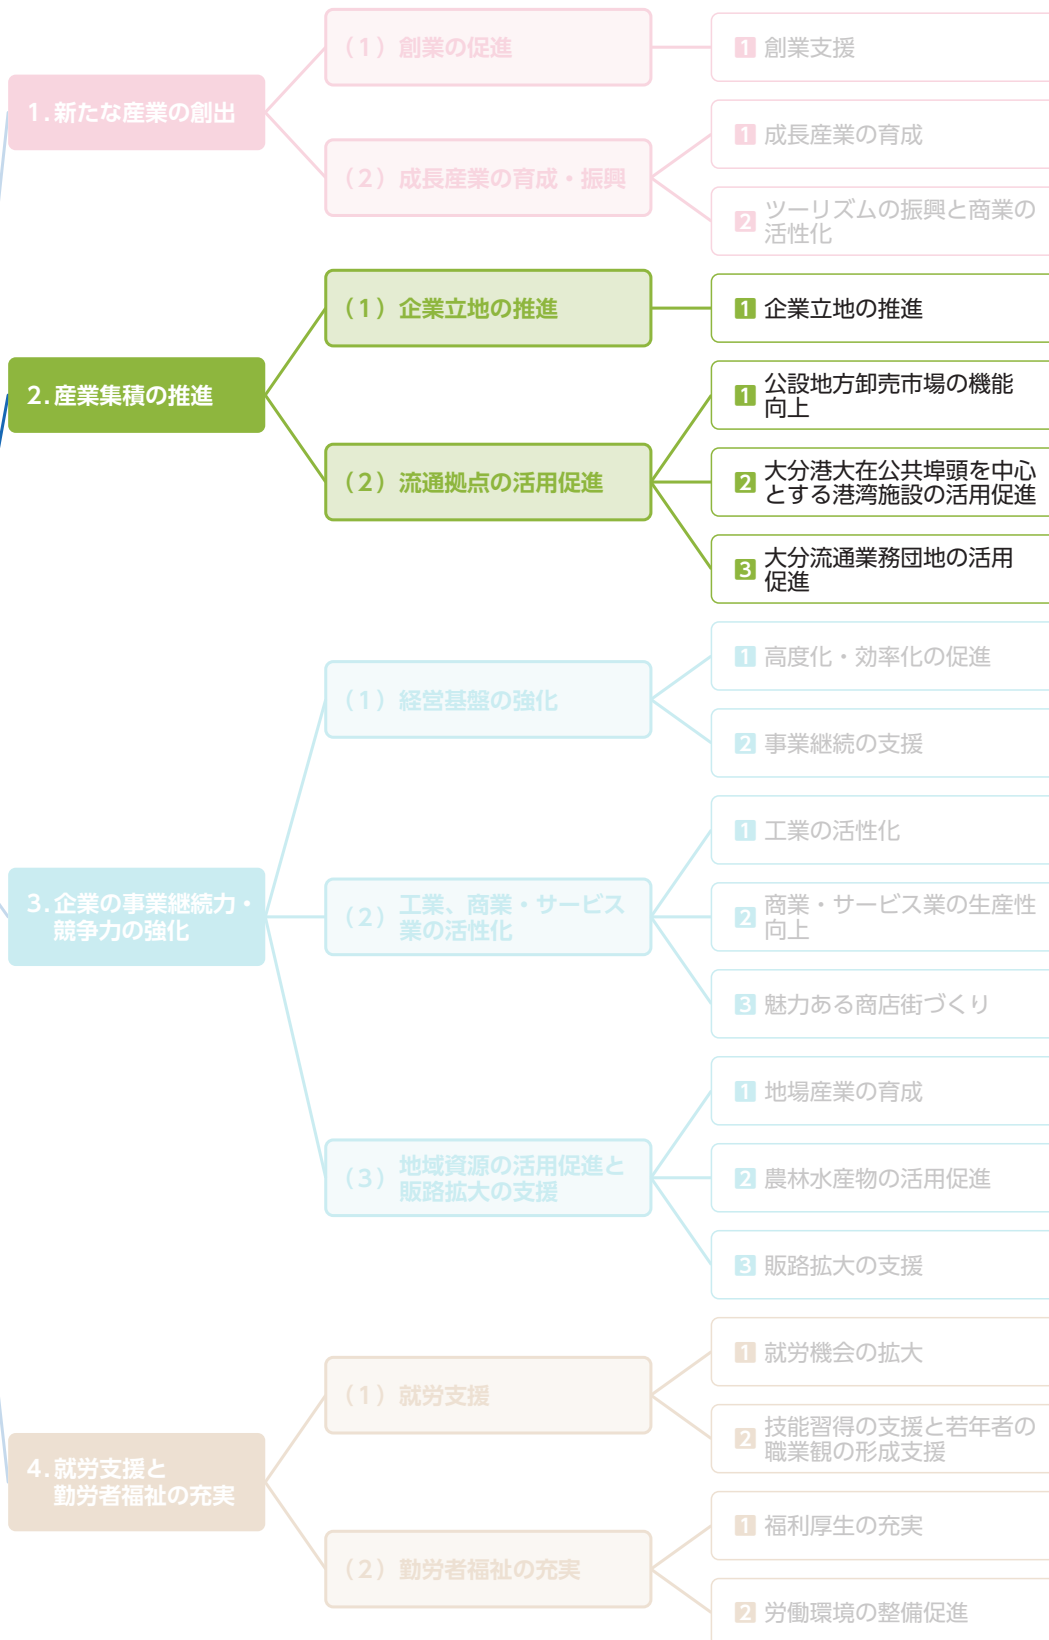 1.新たな産業の創出
（1）創業の促進
1 創業支援
（2）成長産業の育成・振興
1 成長産業の育成
2 ツーリズムの振興と商業の
活性化
2.産業集積の推進
（1）企業立地の推進
1 企業立地の推進
（2）流通拠点の活用促進
1 公設地方卸売市場の機能
向上
2 大分港大在公共埠頭を中心
とする港湾施設の活用促進
3 大分流通業務団地の活用
促進
3.企業の事業継続力・
競争力の強化
（1）経営基盤の強化
1 高度化・効率化の促進
2 事業継続の支援
（2）工業、商業・サービス
業の活性化
1 工業の活性化
2 商業・サービス業の生産性
向上
3 魅力ある商店街づくり
（3）地域資源の活用促進と
販路拡大の支援
1 地場産業の育成
2 農林水産物の活用促進
3 販路拡大の支援
4.就労支援と
勤労者福祉の充実
（1）就労支援
1 就労機会の拡大
2 技能習得の支援と若年者の
職業観の形成支援
（2）勤労者福祉の充実
1 福利厚生の充実
2 労働環境の整備促進